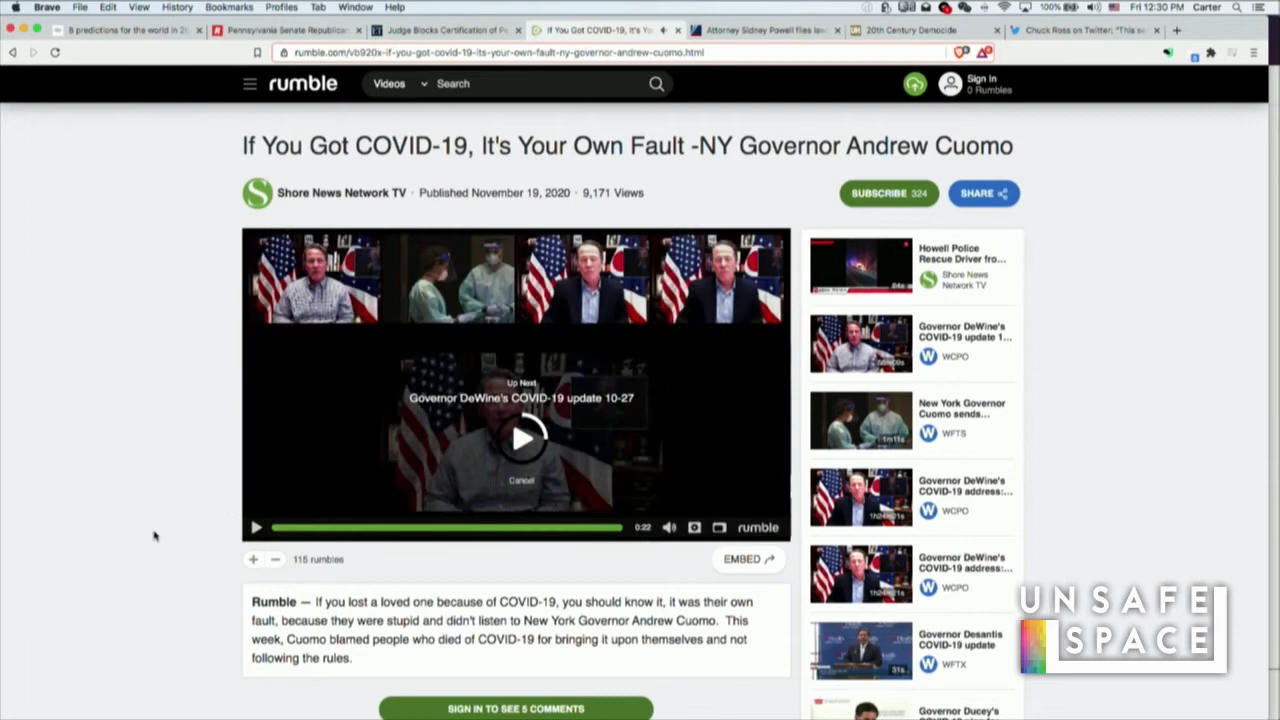 Brave File Edit View History Bookmarks Profiles Tab Window Help
100% Fri 12:30 PM Carter
8 predictions for the world in 2
Pennsylvania Senate Republican
Judge Blocks Certification of Pe
If You Got COVID-19, It's Yo
Attorney Sidney Powell files law
20th Century Democide
Chuck Ross on Twitter: "This se
rumble.com/vb920x-if-you-got-covid-19-its-your-own-fault-ny-governor-andrew-cuomo.html
rumble
Videos
Search
Sign In
0 Rumbles
If You Got COVID-19, It's Your Own Fault -NY Governor Andrew Cuomo
Shore News Network TV · Published November 19, 2020 · 9,171 Views
SUBSCRIBE 324
SHARE
Up Next
Governor DeWine's COVID-19 update 10-27
Cancel
0:22
rumble
115 rumbles
EMBED
Rumble — If you lost a loved one because of COVID-19, you should know it, it was their own
fault, because they were stupid and didn't listen to New York Governor Andrew Cuomo. This
week, Cuomo blamed people who died of COVID-19 for bringing it upon themselves and not
following the rules.
SIGN IN TO SEE 5 COMMENTS
Howell Police
Rescue Driver fro...
Shore News
Network TV
84s
Governor DeWine's
COVID-19 update 1...
WCPO
New York Governor
Cuomo sends...
WFTS
1m11s
Governor DeWine's
COVID-19 address:...
WCPO
1h24m21s
Governor DeWine's
COVID-19 address:...
WCPO
1h24m21s
Governor Desantis
COVID-19 update
WFTX
31s
Governor Ducey's
UNSAFE
SPACE